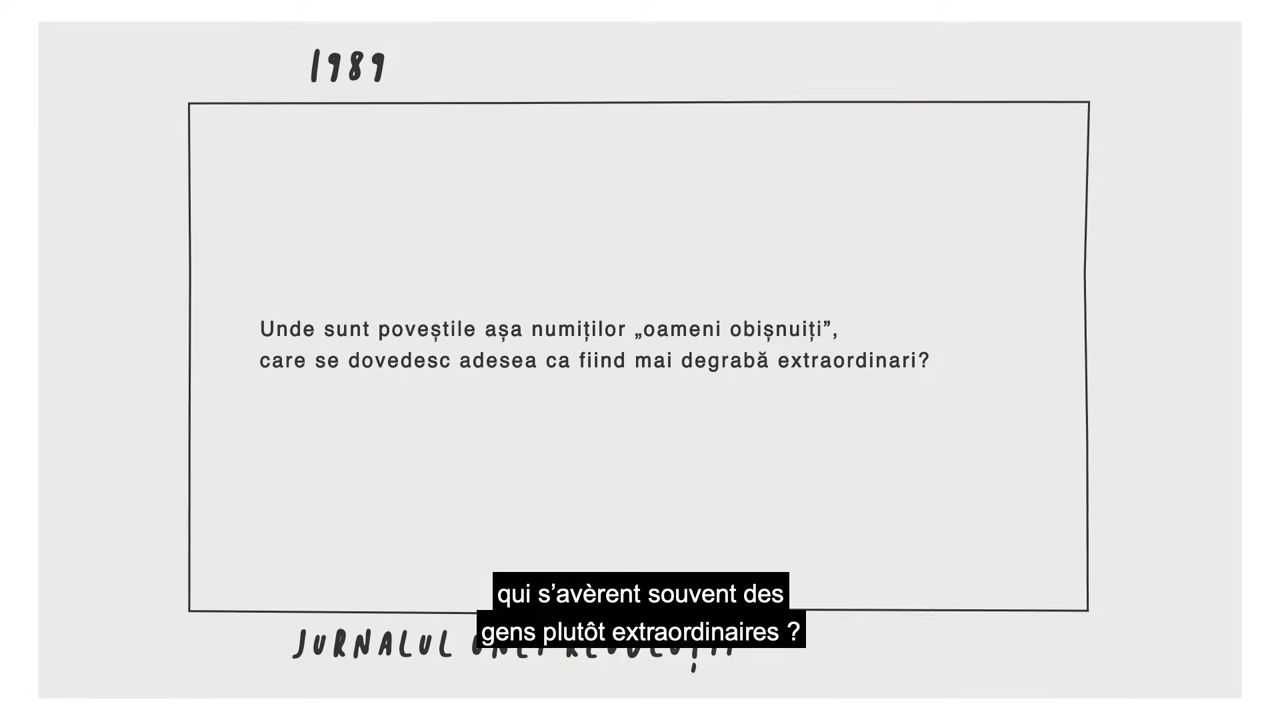 1989
Unde sunt poveștile așa numiților „oameni obișnuiți”,
care se dovedesc adesea ca fiind mai degrabă extraordinari?
qui s’avèrent souvent des
gens plutôt extraordinaires ?
JURNALUL